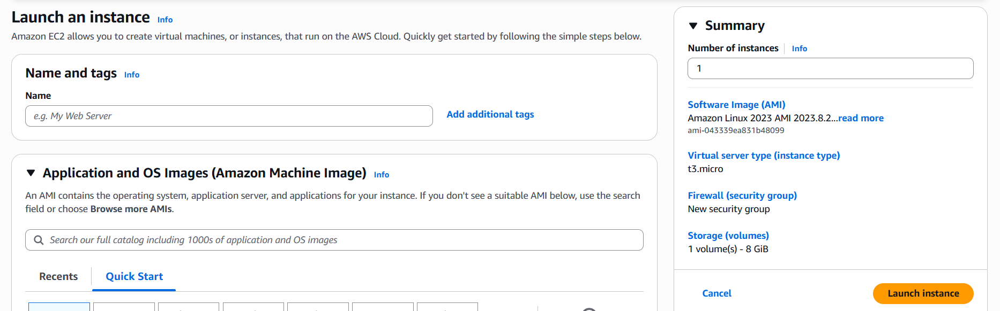 Launch an instance Info
Amazon EC2 allows you to create virtual machines, or instances, that run on the AWS Cloud. Quickly get started by following the simple steps below.
Name and tags Info
Name
e.g. My Web Server
Add additional tags
Application and OS Images (Amazon Machine Image) Info
An AMI contains the operating system, application server, and applications for your instance. If you don't see a suitable AMI below, use the search
field or choose Browse more AMIs.
Search our full catalog including 1000s of application and OS images
Recents
Quick Start
Summary
Number of instances Info
1
Software Image (AMI)
Amazon Linux 2023 AMI 2023.8.2...read more
ami-043339ea831b48099
Virtual server type (instance type)
t3.micro
Firewall (security group)
New security group
Storage (volumes)
1 volume(s) - 8 GiB
Cancel
Launch instance